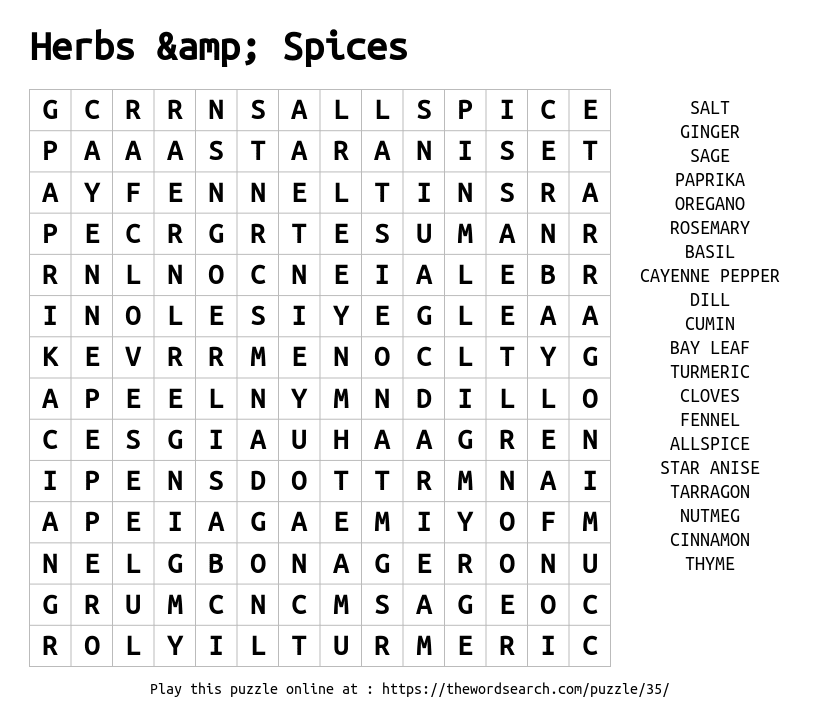 Herbs &amp; Spices
G C R R N S A L L S P I C E
P A A A S T A R A N I S E T
A Y F E N N E L T I N S R A
P E C R G R T E S U M A N R
R N L N O C N E I A L E B R
I N O L E S I Y E G L E A A
K E V R R M E N O C L T Y G
A P E E L N Y M N D I L L O
C E S G I A U H A A G R E N
I P E N S D O T T R M N A I
A P E I A G A E M I Y O F M
N E L G B O N A G E R O N U
G R U M C N C M S A G E O C
R O L Y I L T U R M E R I C
SALT
GINGER
SAGE
PAPRIKA
OREGANO
ROSEMARY
BASIL
CAYENNE PEPPER
DILL
CUMIN
BAY LEAF
TURMERIC
CLOVES
FENNEL
ALLSPICE
STAR ANISE
TARRAGON
NUTMEG
CINNAMON
THYME
Play this puzzle online at : https://thewordsearch.com/puzzle/35/